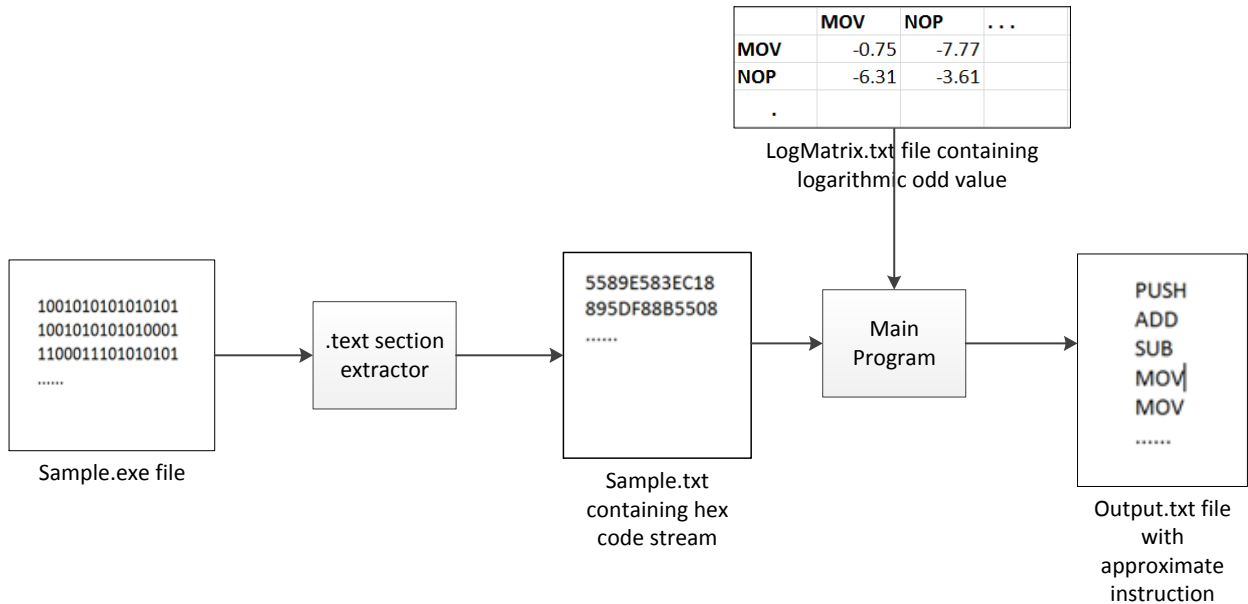 MOV NOP ...
MOV -0.75 -7.77
NOP -6.31 -3.61
.
LogMatrix.txt file containing
logarithmic odd value
1001010101010101
1001010101010001
1100011101010101
......
Sample.exe file
.text section
extractor
5589E583EC18
895DF88B5508
......
Sample.txt
containing hex
code stream
Main
Program
PUSH
ADD
SUB
MOV
MOV
......
Output.txt file
with
approximate
instruction